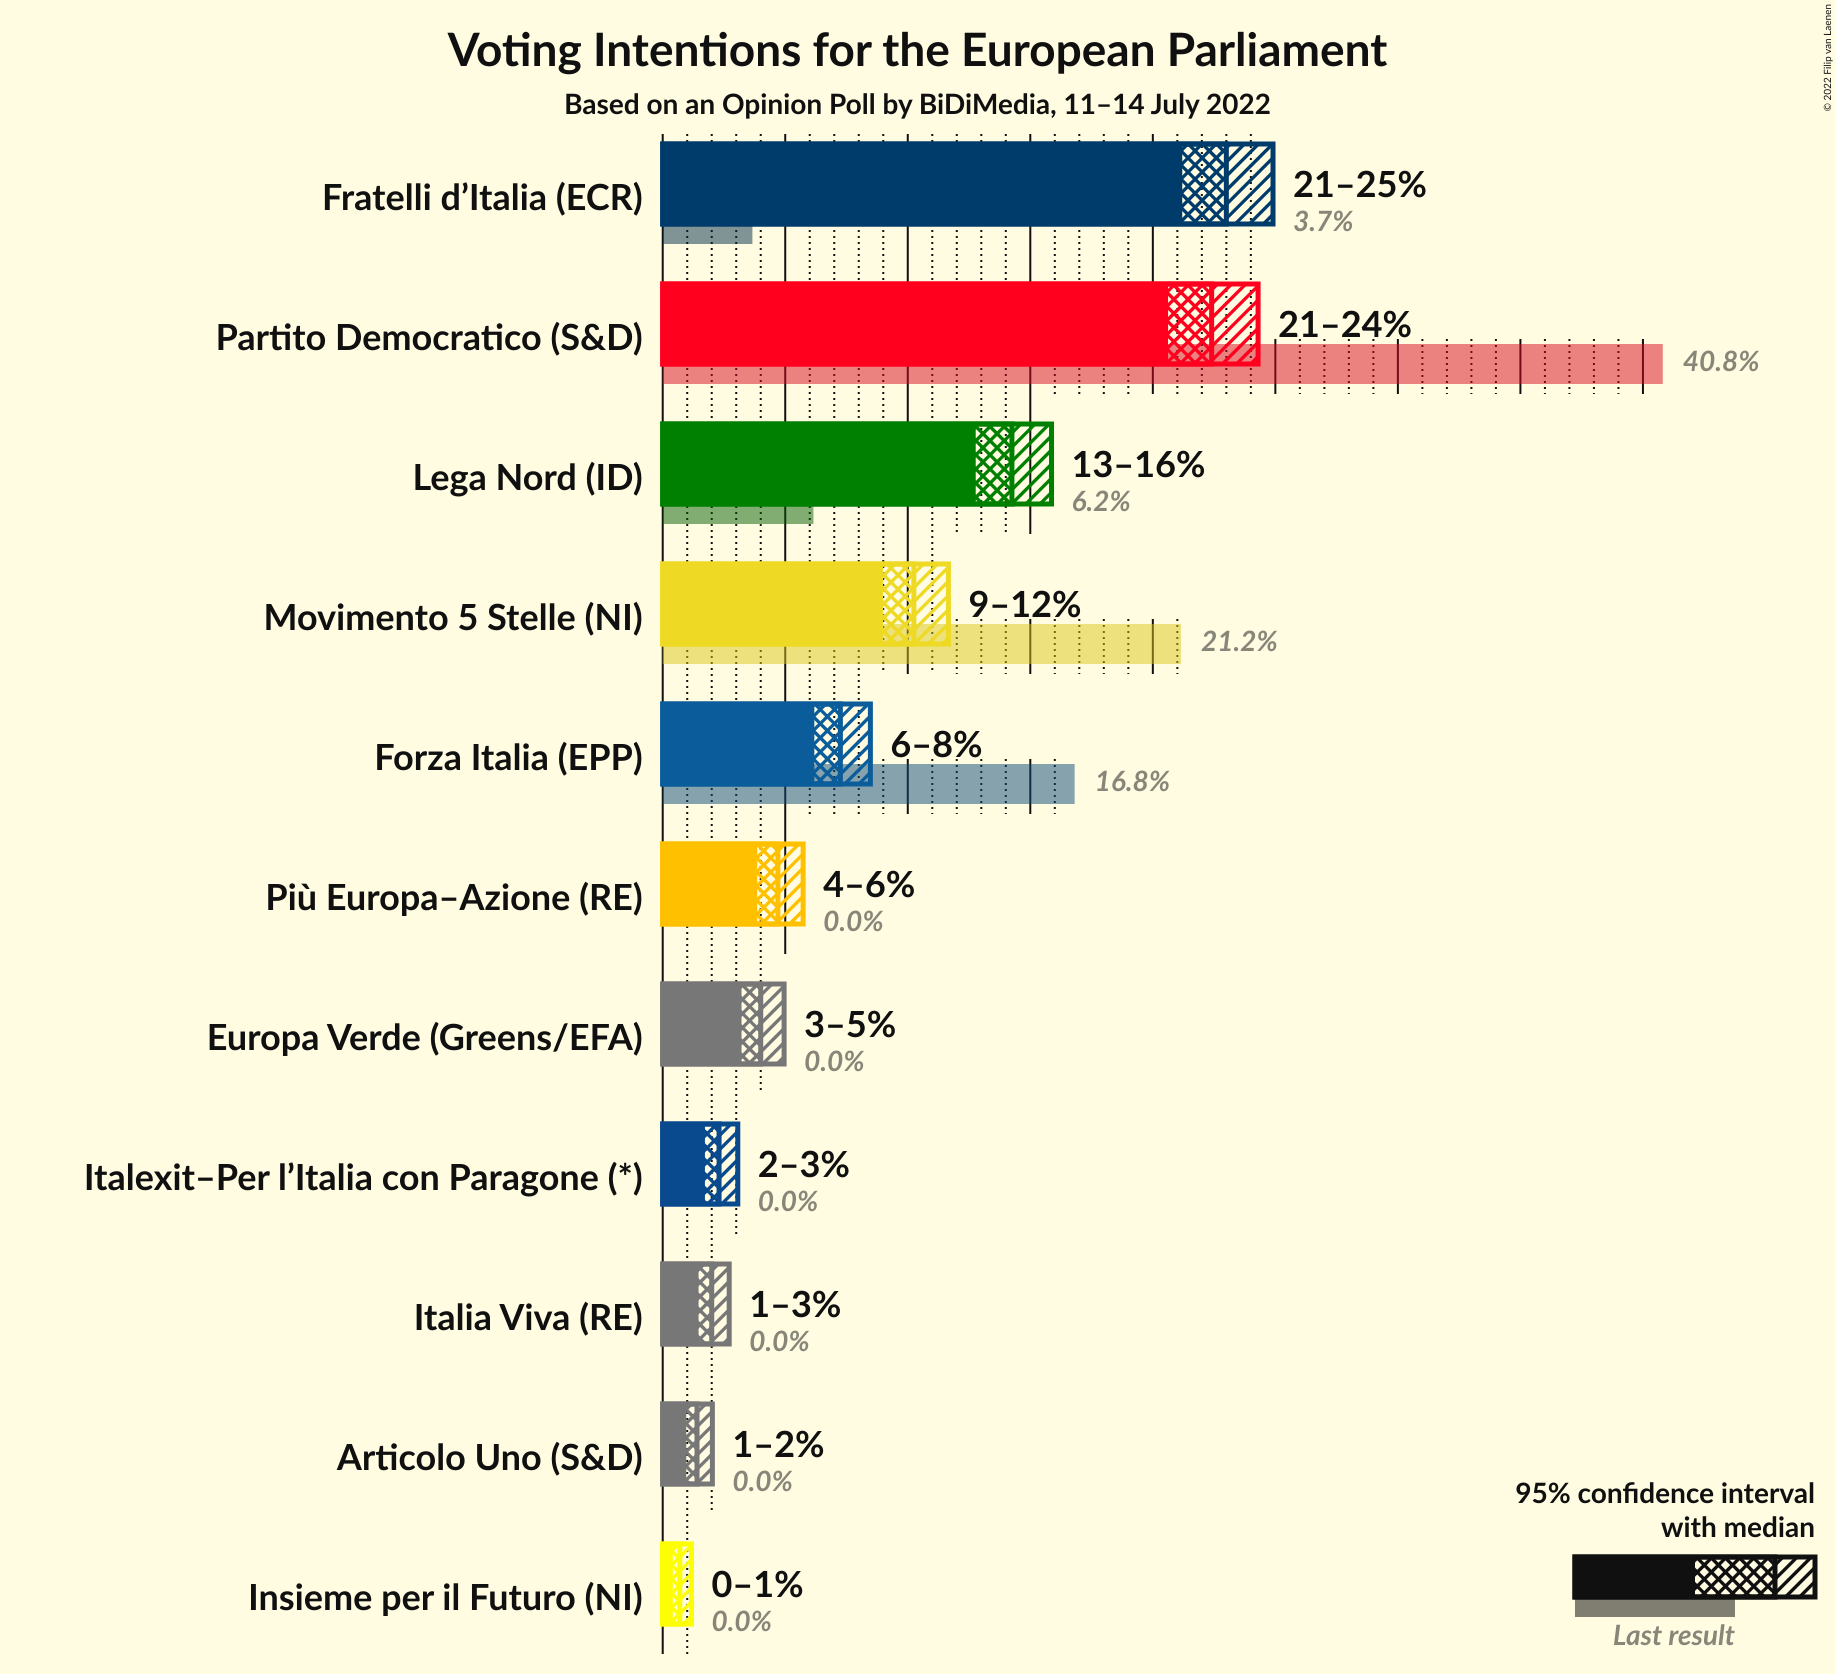 Voting Intentions for the European Parliament
Based on an Opinion Poll by BiDiMedia, 11–14 July 2022
© 2022 Filip van Laenen
Fratelli d’Italia (ECR)
21–25%
3.7%
Partito Democratico (S&D)
21–24%
40.8%
Lega Nord (ID)
13–16%
6.2%
Movimento 5 Stelle (NI)
9–12%
21.2%
Forza Italia (EPP)
6–8%
16.8%
Più Europa–Azione (RE)
4–6%
0.0%
Europa Verde (Greens/EFA)
3–5%
0.0%
Italexit–Per l’Italia con Paragone (*)
2–3%
0.0%
Italia Viva (RE)
1–3%
0.0%
Articolo Uno (S&D)
1–2%
0.0%
Insieme per il Futuro (NI)
0–1%
0.0%
95% confidence interval
with median
Last result